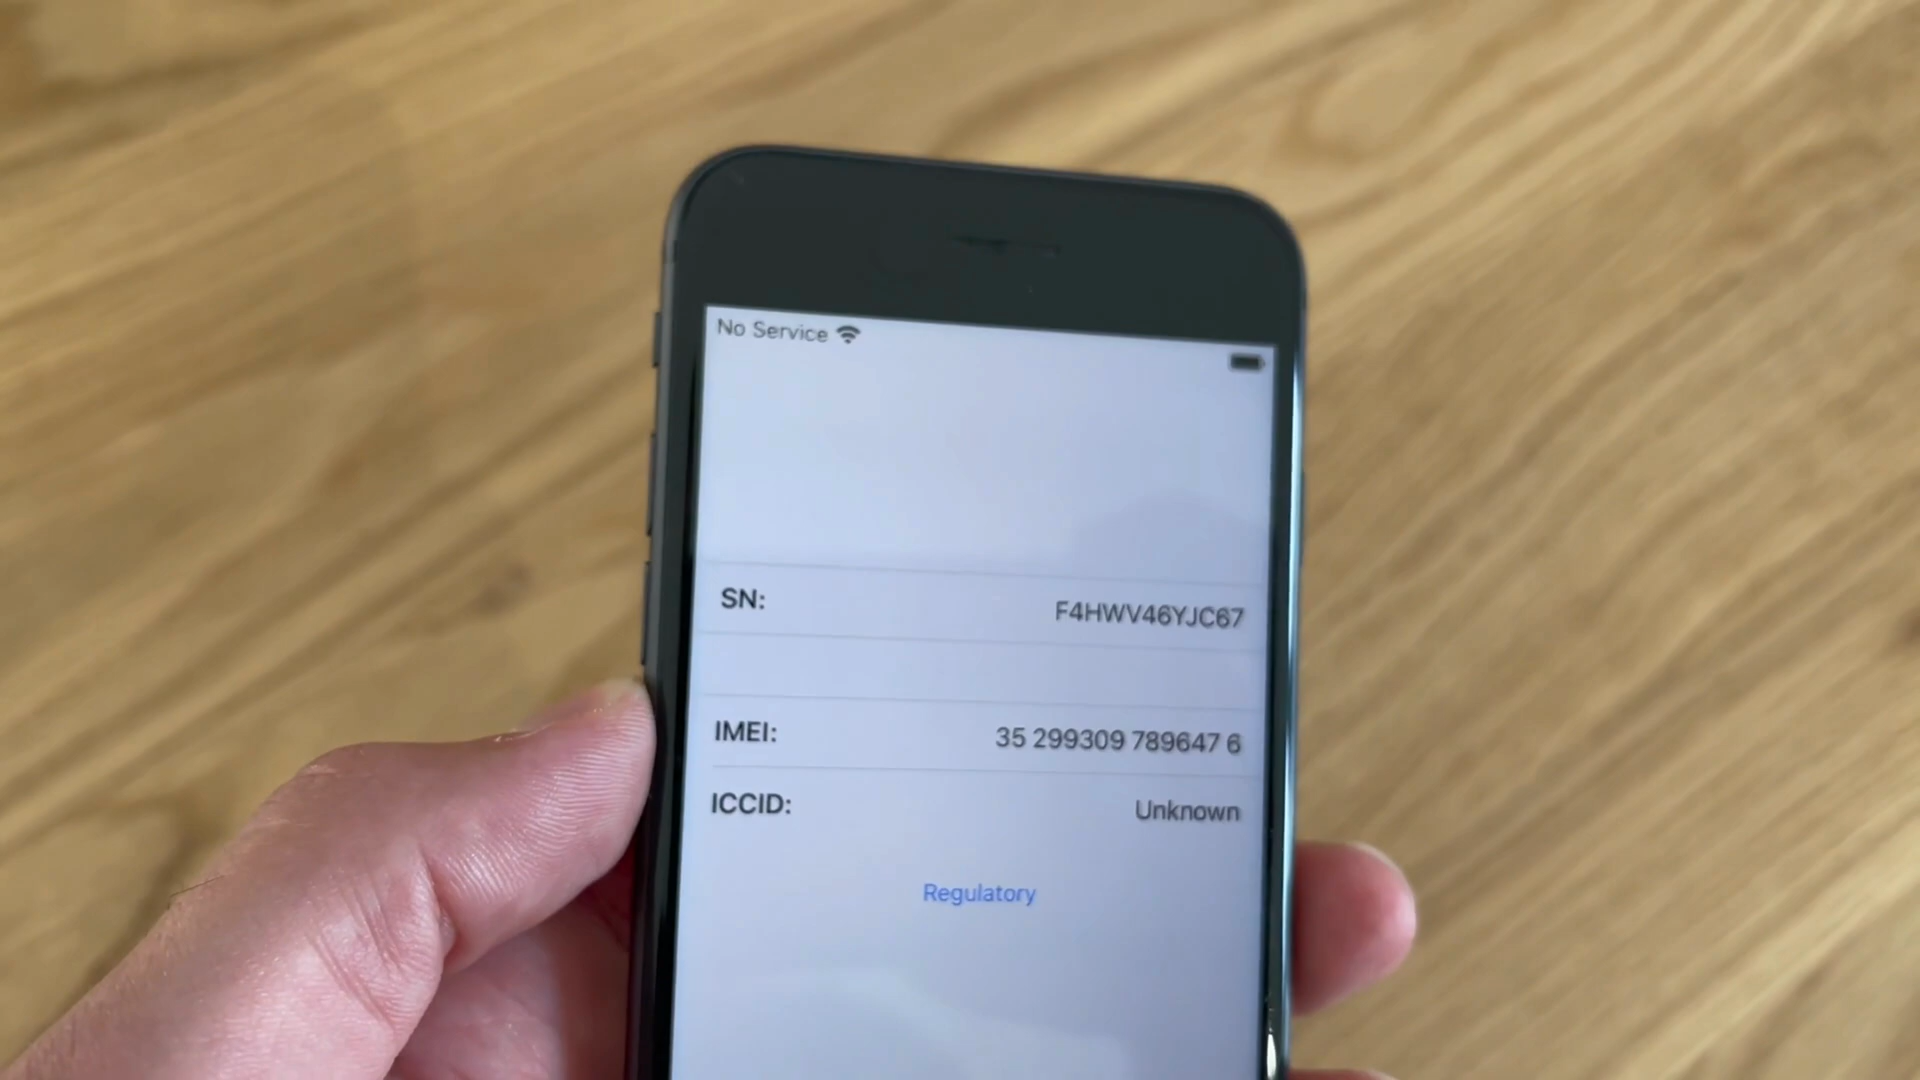 No Service
SN: F4HWV46YJC67
IMEI: 35 299309 789647 6
ICCID: Unknown
Regulatory